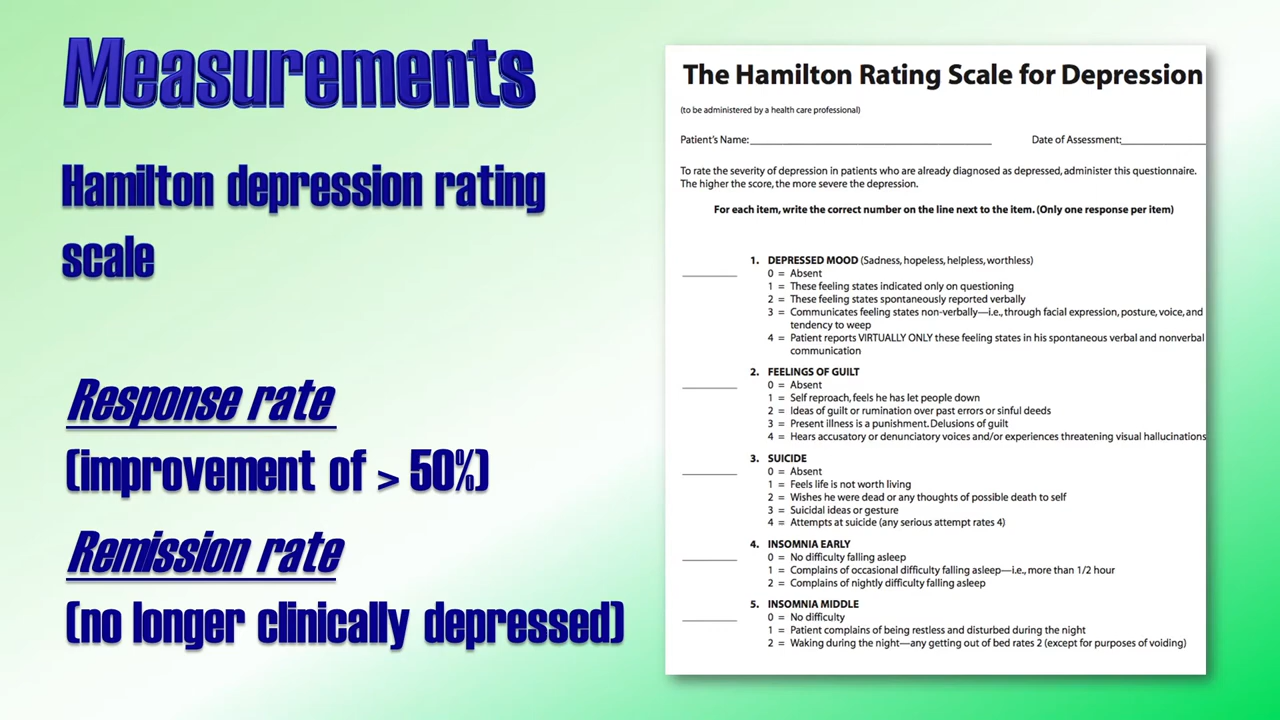 Measurements
Hamilton depression rating
scale
Response rate
(improvement of > 50%)
Remission rate
(no longer clinically depressed)
The Hamilton Rating Scale for Depression
(to be administered by a health care professional)
Patient's Name:
Date of Assessment:
To rate the severity of depression in patients who are already diagnosed as depressed, administer this questionnaire.
The higher the score, the more severe the depression.
For each item, write the correct number on the line next to the item. (Only one response per item)
1. DEPRESSED MOOD (Sadness, hopeless, helpless, worthless)
0 = Absent
1 = These feeling states indicated only on questioning
2 = These feeling states spontaneously reported verbally
3 = Communicates feeling states non-verbally—i.e., through facial expression, posture, voice, and
tendency to weep
4 = Patient reports VIRTUALLY ONLY these feeling states in his spontaneous verbal and nonverbal
communication
2. FEELINGS OF GUILT
0 = Absent
1 = Self reproach, feels he has let people down
2 = Ideas of guilt or rumination over past errors or sinful deeds
3 = Present illness is a punishment. Delusions of guilt
4 = Hears accusatory or denunciatory voices and/or experiences threatening visual hallucinations
3. SUICIDE
0 = Absent
1 = Feels life is not worth living
2 = Wishes he were dead or any thoughts of possible death to self
3 = Suicidal ideas or gesture
4 = Attempts at suicide (any serious attempt rates 4)
4. INSOMNIA EARLY
0 = No difficulty falling asleep
1 = Complains of occasional difficulty falling asleep—i.e., more than 1/2 hour
2 = Complains of nightly difficulty falling asleep
5. INSOMNIA MIDDLE
0 = No difficulty
1 = Patient complains of being restless and disturbed during the night
2 = Waking during the night—any getting out of bed rates 2 (except for purposes of voiding)